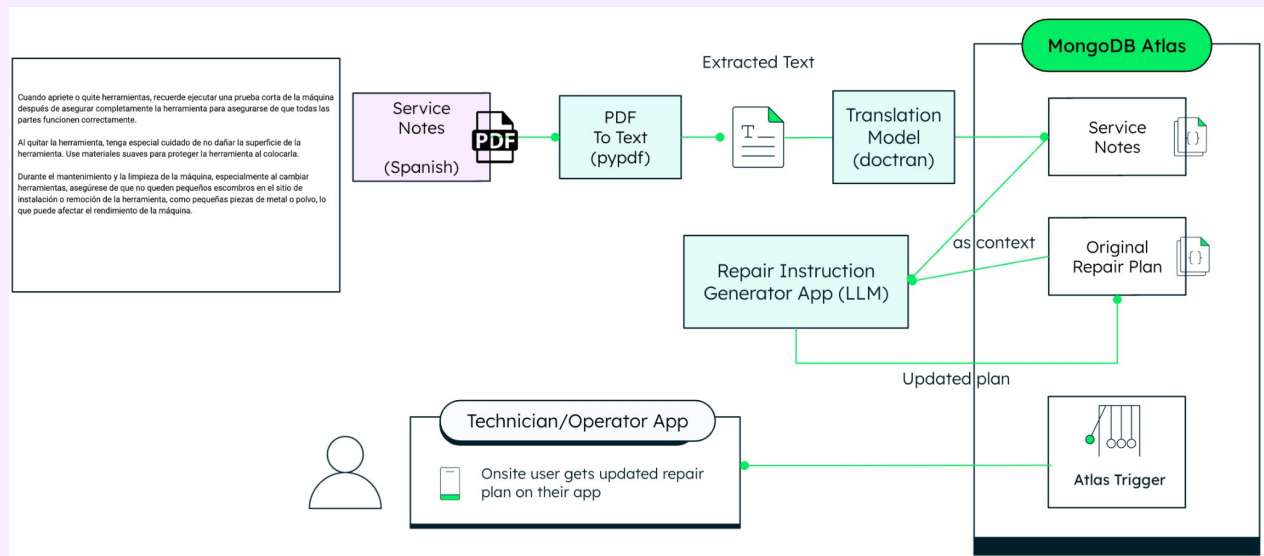 Cuando apriete o quite herramientas, recuerde ejecutar una prueba corta de la máquina
después de asegurar completamente la herramienta para asegurarse de que todas las
partes funcionen correctamente.
Al quitar la herramienta, tenga especial cuidado de no dañar la superficie de la
herramienta. Use materiales suaves para proteger la herramienta al colocarla.
Durante el mantenimiento y la limpieza de la máquina, especialmente al cambiar
herramientas, asegúrese de que no queden pequeños escombros en el sitio de
instalación o remoción de la herramienta, como pequeñas piezas de metal o polvo, lo
que puede afectar el rendimiento de la máquina.
Service
Notes
(Spanish)
PDF
PDF
To Text
(pypdf)
Extracted Text
T
Translation
Model
(doctran)
MongoDB Atlas
Service
Notes
{}
as context
Original
Repair Plan
{}
Repair Instruction
Generator App (LLM)
Updated plan
Atlas Trigger
Technician/Operator App
Onsite user gets updated repair
plan on their app